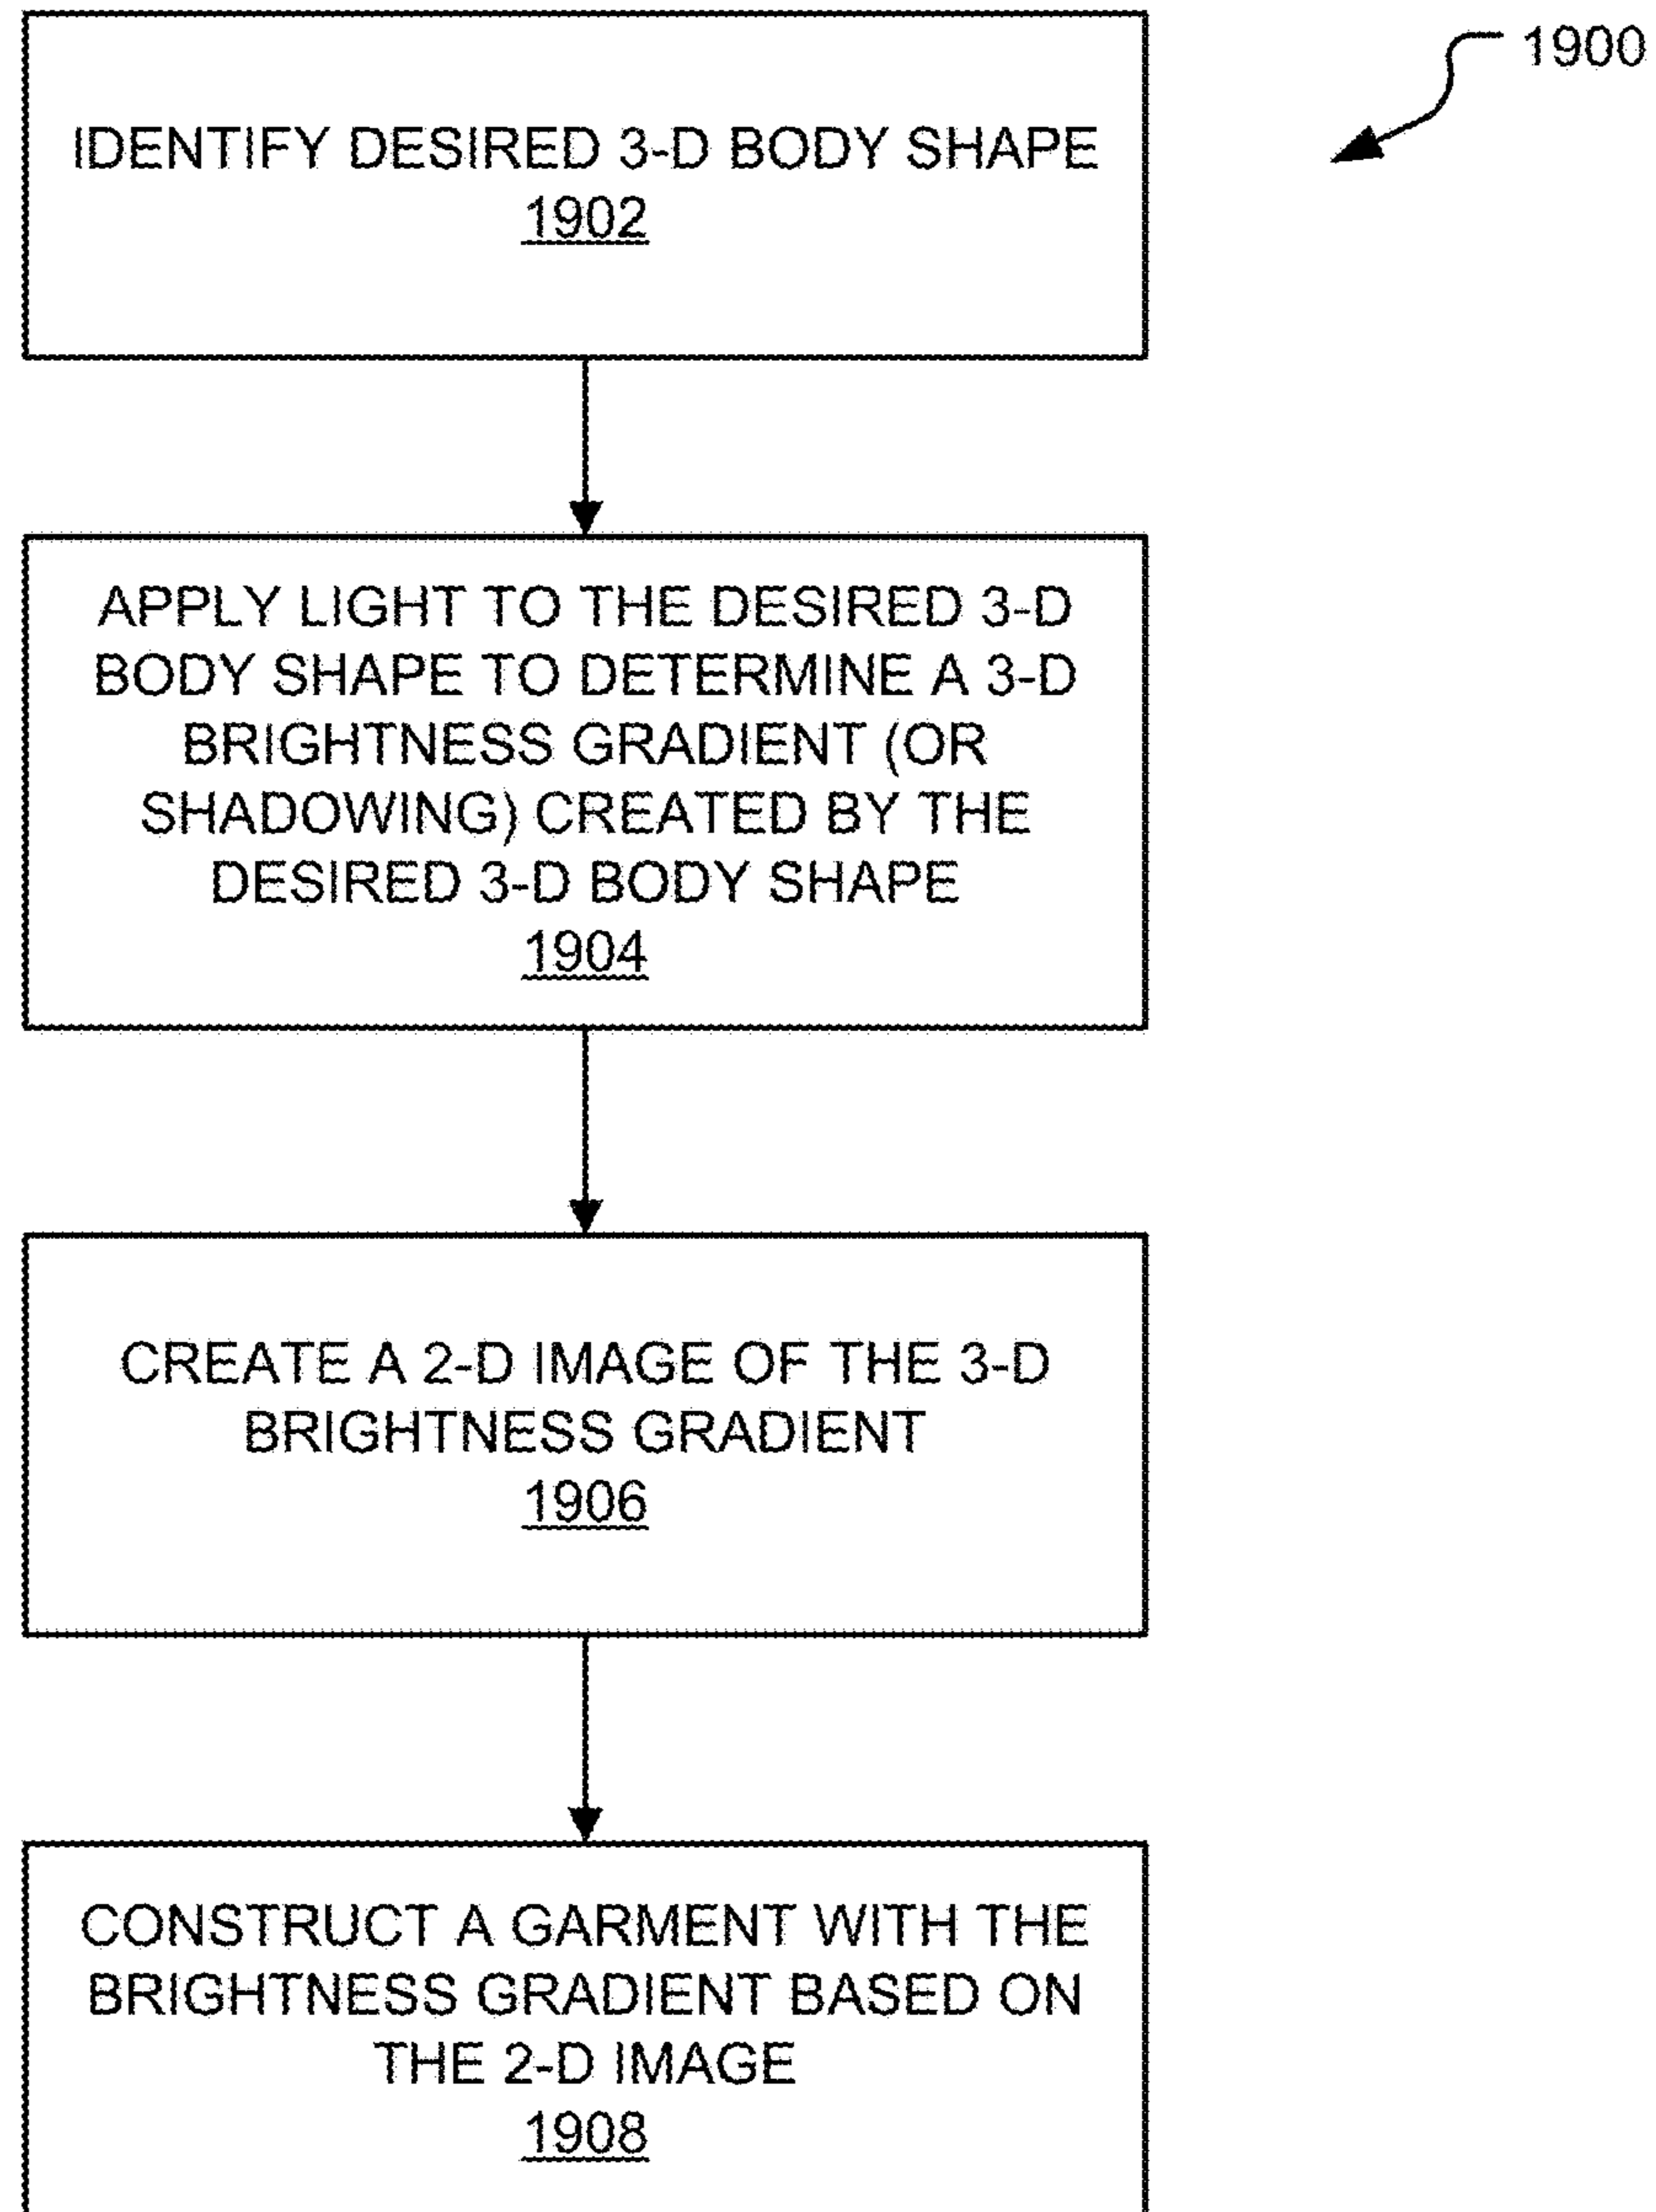 1900
IDENTIFY DESIRED 3-D BODY SHAPE
1902
APPLY LIGHT TO THE DESIRED 3-D
BODY SHAPE TO DETERMINE A 3-D
BRIGHTNESS GRADIENT (OR
SHADOWING) CREATED BY THE
DESIRED 3-D BODY SHAPE
1904
CREATE A 2-D IMAGE OF THE 3-D
BRIGHTNESS GRADIENT
1906
CONSTRUCT A GARMENT WITH THE
BRIGHTNESS GRADIENT BASED ON
THE 2-D IMAGE
1908